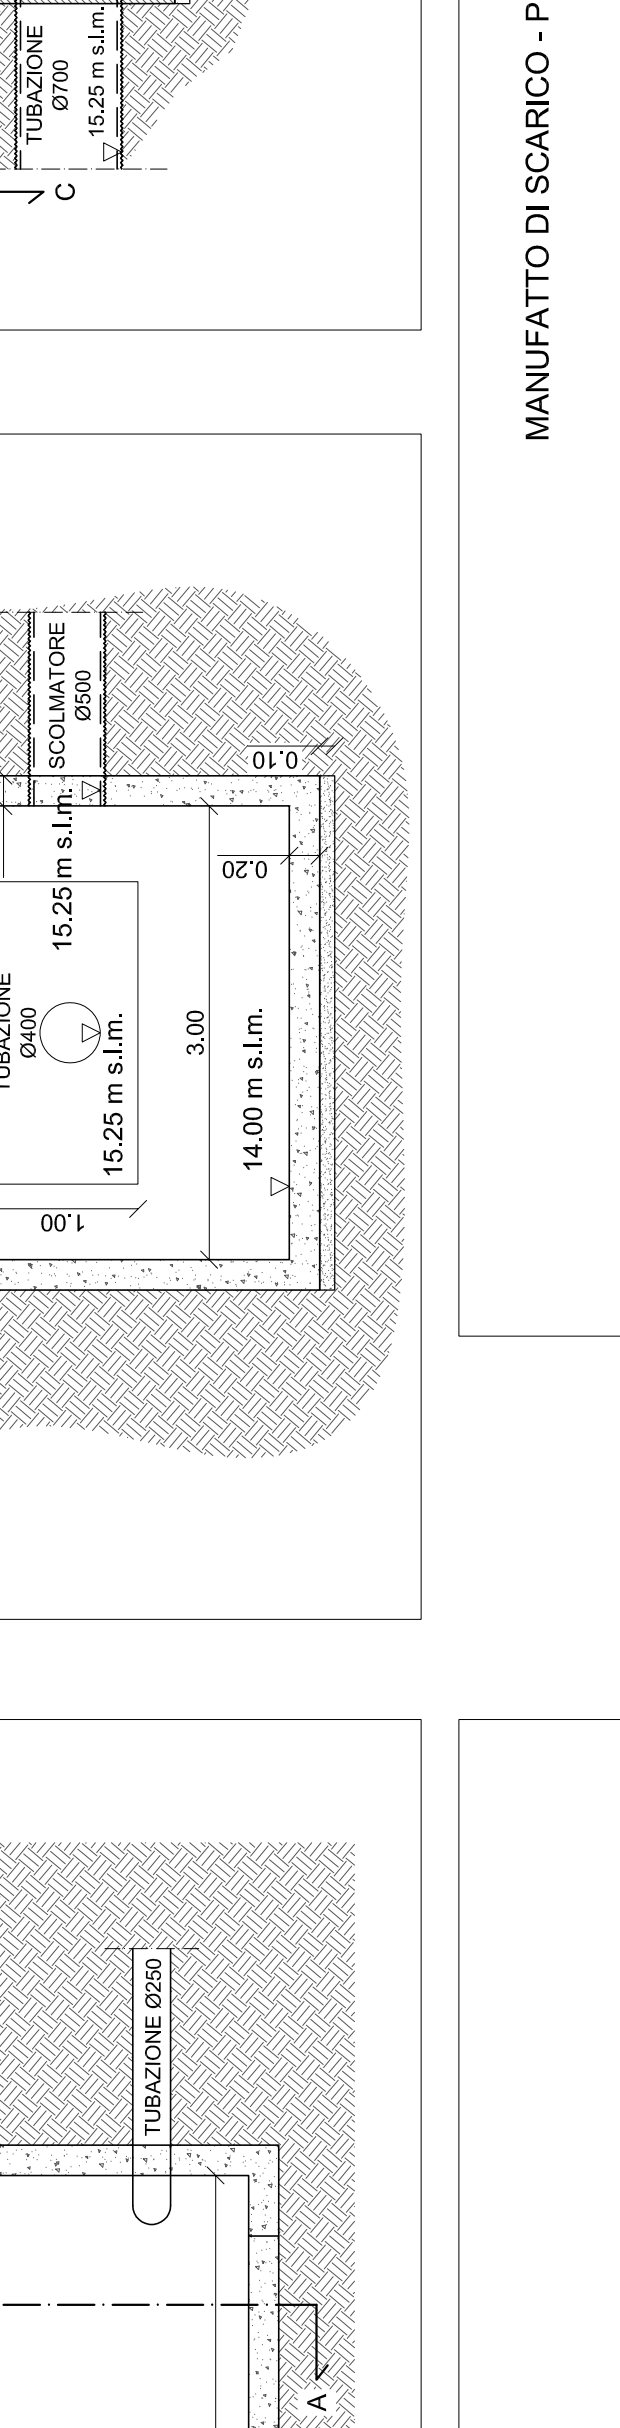 TUBAZIONE
Ø700
15.25 m s.l.m.
C
MANUFATTO DI SCARICO - P
SCOLMATORE
Ø500
15.25 m s.l.m.
0.10
0.20
TUBAZIONE
Ø400
15.25 m s.l.m.
3.00
14.00 m s.l.m.
1.00
TUBAZIONE Ø250
A